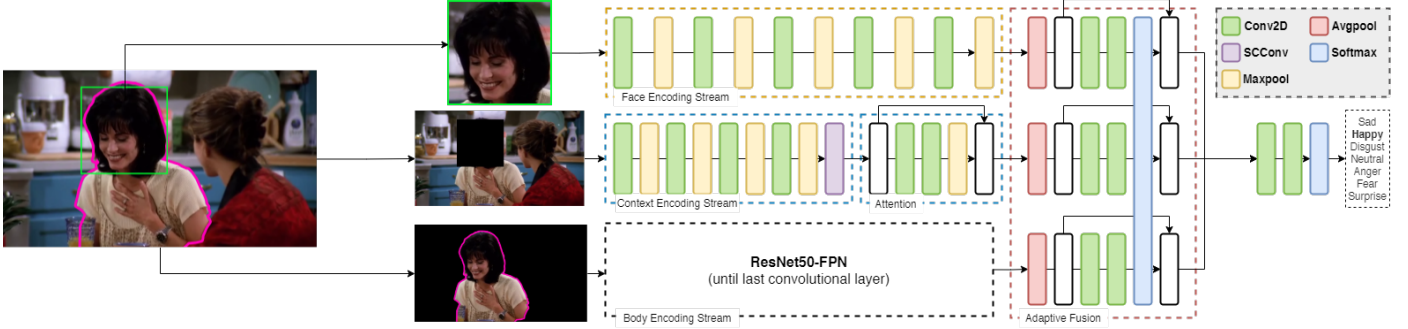 Face Encoding Stream
Context Encoding Stream
Attention
ResNet50-FPN
(until last convolutional layer)
Body Encoding Stream
Adaptive Fusion
Conv2D
Avgpool
SCConv
Softmax
Maxpool
Sad
Happy
Disgust
Neutral
Anger
Fear
Surprise